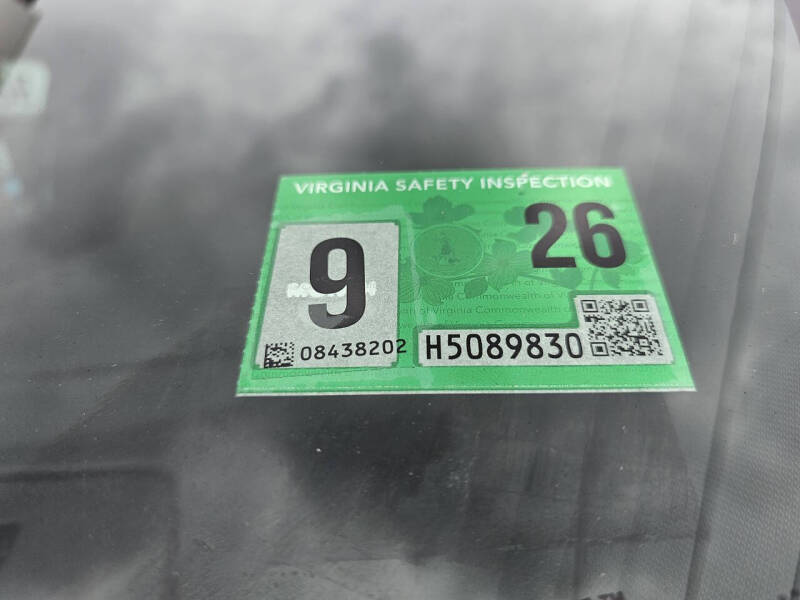 VIRGINIA SAFETY INSPECTION
9
26
08438202
H5089830